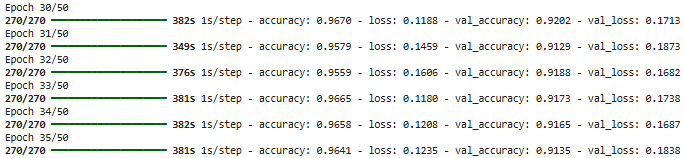 Epoch 30/50
270/270 ━━━━━━━━━━━━━━━━━━━━ 382s 1s/step - accuracy: 0.9670 - loss: 0.1188 - val_accuracy: 0.9202 - val_loss: 0.1713
Epoch 31/50
270/270 ━━━━━━━━━━━━━━━━━━━━ 349s 1s/step - accuracy: 0.9579 - loss: 0.1459 - val_accuracy: 0.9129 - val_loss: 0.1873
Epoch 32/50
270/270 ━━━━━━━━━━━━━━━━━━━━ 376s 1s/step - accuracy: 0.9559 - loss: 0.1606 - val_accuracy: 0.9188 - val_loss: 0.1682
Epoch 33/50
270/270 ━━━━━━━━━━━━━━━━━━━━ 381s 1s/step - accuracy: 0.9665 - loss: 0.1180 - val_accuracy: 0.9173 - val_loss: 0.1738
Epoch 34/50
270/270 ━━━━━━━━━━━━━━━━━━━━ 382s 1s/step - accuracy: 0.9658 - loss: 0.1208 - val_accuracy: 0.9165 - val_loss: 0.1687
Epoch 35/50
270/270 ━━━━━━━━━━━━━━━━━━━━ 381s 1s/step - accuracy: 0.9641 - loss: 0.1235 - val_accuracy: 0.9135 - val_loss: 0.1838